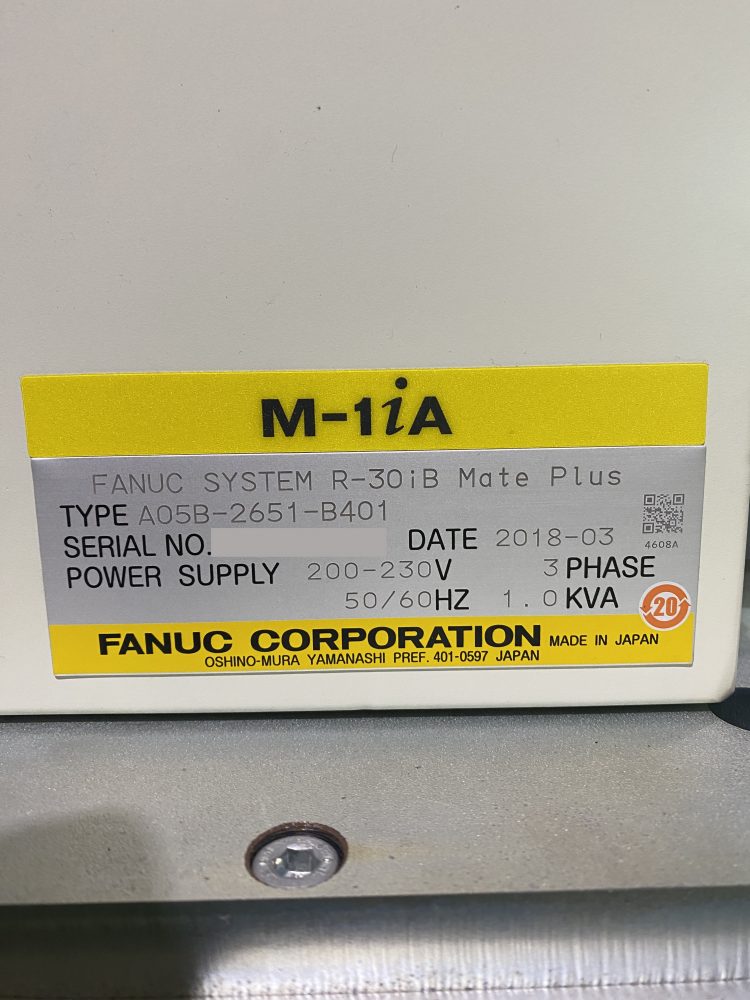 M-1iA
FANUC SYSTEM R-30iB Mate Plus
TYPE A05B-2651-B401
SERIAL NO.
DATE 2018-03
4608A
POWER SUPPLY 200-230V 3 PHASE
50/60HZ 1.0 KVA
20
FANUC CORPORATION MADE IN JAPAN
OSHINO-MURA YAMANASHI PREF. 401-0597 JAPAN